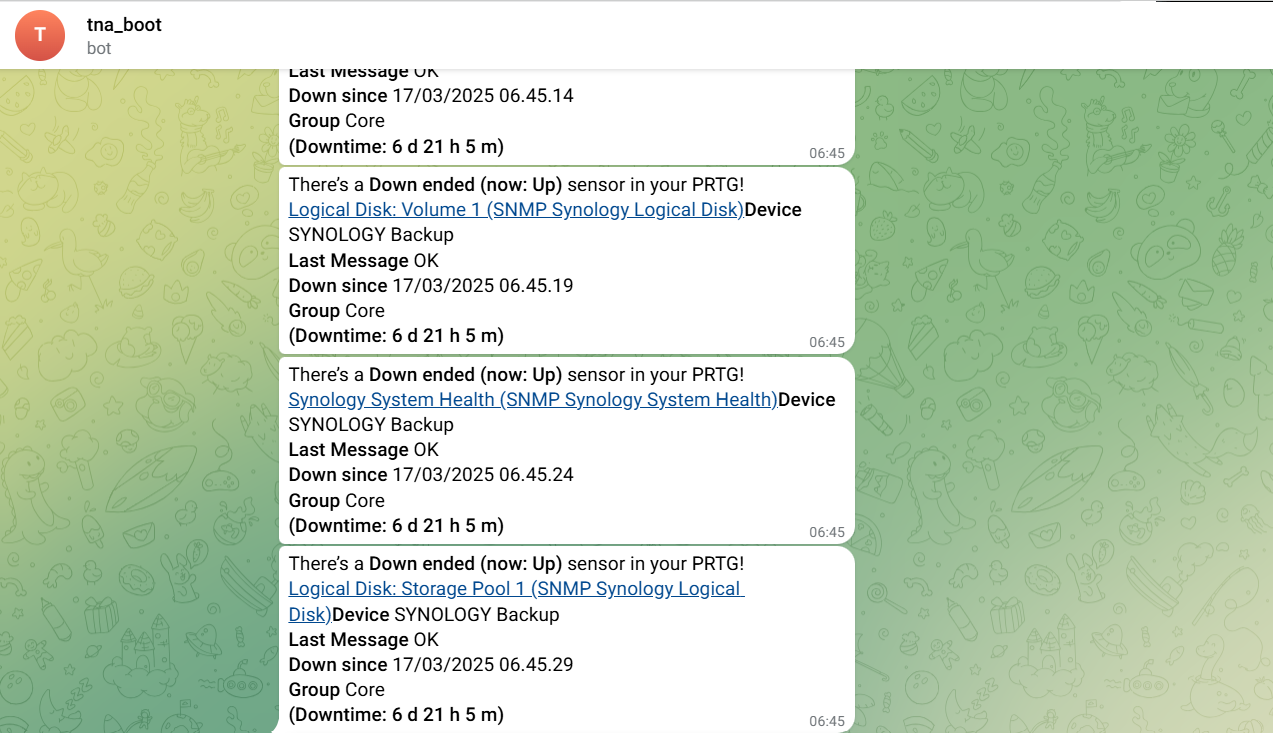 T
tna_boot
bot
Last Message OK
Down since 17/03/2025 06.45.14
Group Core
(Downtime: 6 d 21 h 5 m)
06:45
There's a Down ended (now: Up) sensor in your PRTG!
Logical Disk: Volume 1 (SNMP Synology Logical Disk)Device
SYNOLOGY Backup
Last Message OK
Down since 17/03/2025 06.45.19
Group Core
(Downtime: 6 d 21 h 5 m)
06:45
There's a Down ended (now: Up) sensor in your PRTG!
Synology System Health (SNMP Synology System Health)Device
SYNOLOGY Backup
Last Message OK
Down since 17/03/2025 06.45.24
Group Core
(Downtime: 6 d 21 h 5 m)
06:45
There's a Down ended (now: Up) sensor in your PRTG!
Logical Disk: Storage Pool 1 (SNMP Synology Logical
Disk)Device SYNOLOGY Backup
Last Message OK
Down since 17/03/2025 06.45.29
Group Core
(Downtime: 6 d 21 h 5 m)
06:45